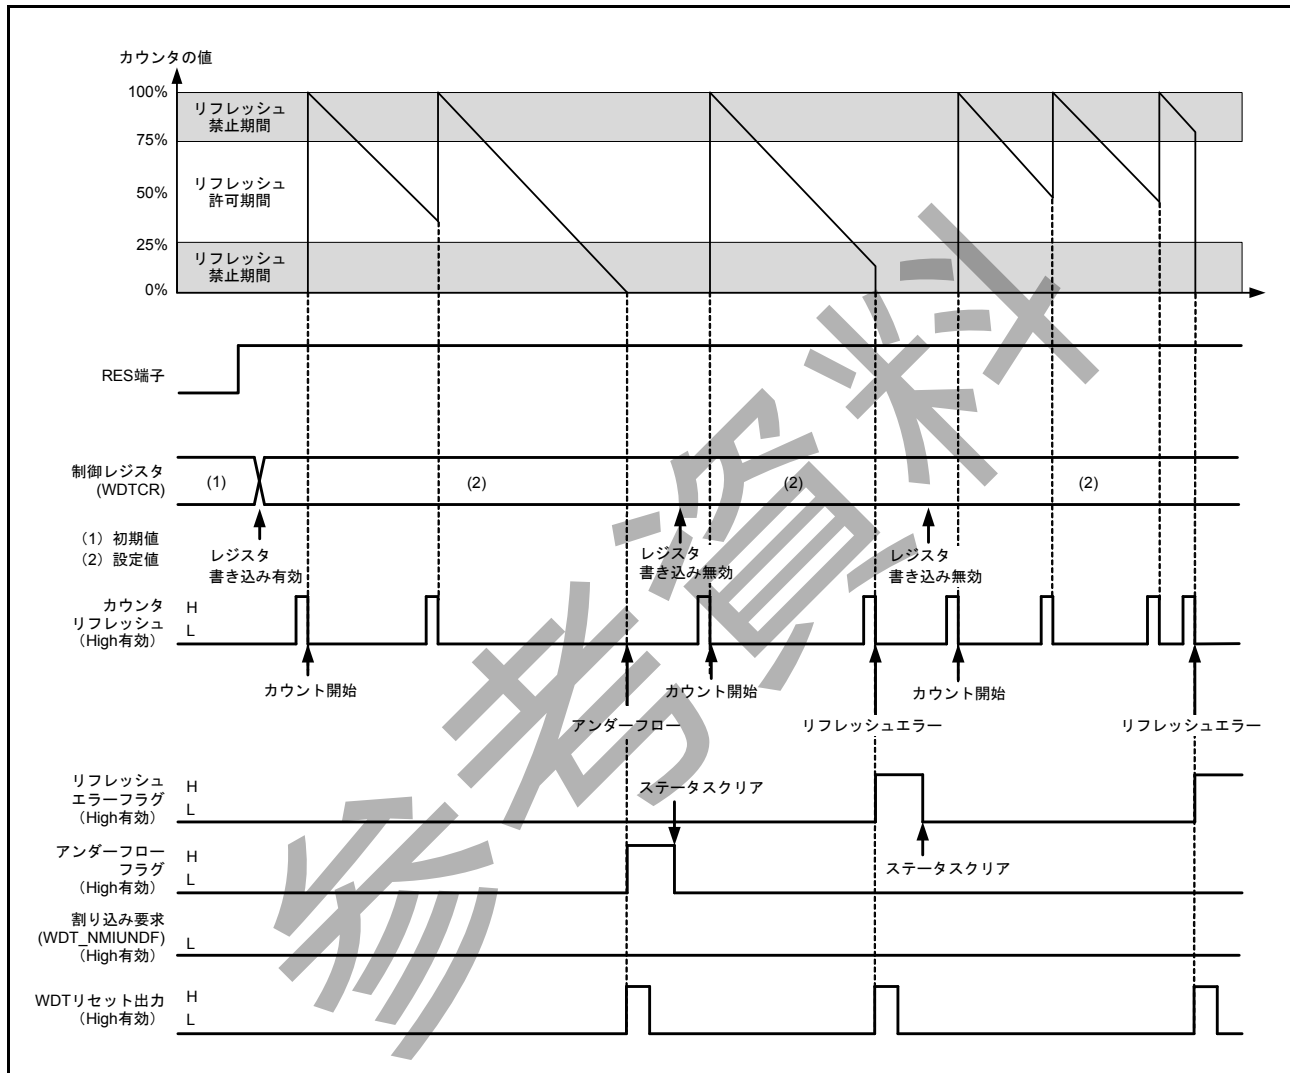 カウンタの値
100%
リフレッシュ
禁止期間
75%
50%
リフレッシュ
許可期間
25%
リフレッシュ
禁止期間
0%
RES端子
制御レジスタ
(WDTCR)
(1)
(2)
(2)
(2)
(1) 初期値
(2) 設定値
レジスタ
書き込み有効
レジスタ
書き込み無効
レジスタ
書き込み無効
カウンタ
リフレッシュ
(High有効)
H
L
カウント開始
カウント開始
カウント開始
アンダーフロー
リフレッシュエラー
リフレッシュエラー
リフレッシュ
エラーフラグ
(High有効)
H
L
ステータスクリア
アンダーフロー
フラグ
(High有効)
H
L
ステータスクリア
割り込み要求
(WDT_NMIUNDF)
(High有効)
L
WDTリセット出力
(High有効)
H
L
参考資料